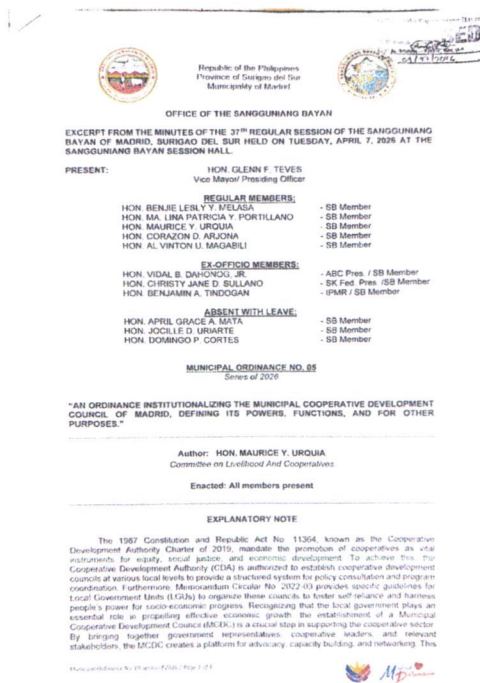 Republic of the Philippines
Province of Surigao del Sur
Municipality of Madrid
OFFICE OF THE SANGGUNIANG BAYAN
EXCERPT FROM THE MINUTES OF THE 37TH REGULAR SESSION OF THE SANGGUNIANG
BAYAN OF MADRID, SURIGAO DEL SUR HELD ON TUESDAY, APRIL 7, 2026 AT THE
SANGGUNIANG BAYAN SESSION HALL.
PRESENT: HON. GLENN F. TEVES
Vice Mayor/ Presiding Officer
REGULAR MEMBERS:
HON. BENJIE LESLY Y. MELASA - SB Member
HON. MA. LINA PATRICIA Y. PORTILLANO - SB Member
HON. MAURICE Y. URQUIA - SB Member
HON. CORAZON D. ARJONA - SB Member
HON. AL VINTON U. MAGABILI - SB Member
EX-OFFICIO MEMBERS:
HON. VIDAL B. DAHONOG, JR. - ABC Pres. / SB Member
HON. CHRISTY JANE D. SULLANO - SK Fed. Pres. /SB Member
HON. BENJAMIN A. TINDOGAN - IPMR / SB Member
ABSENT WITH LEAVE:
HON. APRIL GRACE A. MATA - SB Member
HON. JOCILLE D. URIARTE - SB Member
HON. DOMINGO P. CORTES - SB Member
MUNICIPAL ORDINANCE NO. 05
Series of 2026
"AN ORDINANCE INSTITUTIONALIZING THE MUNICIPAL COOPERATIVE DEVELOPMENT
COUNCIL OF MADRID, DEFINING ITS POWERS, FUNCTIONS, AND FOR OTHER
PURPOSES."
Author: HON. MAURICE Y. URQUIA
Committee on Livelihood And Cooperatives
Enacted: All members present
EXPLANATORY NOTE
The 1987 Constitution and Republic Act No. 11364, known as the Cooperative
Development Authority Charter of 2019, mandate the promotion of cooperatives as vital
instruments for equity, social justice, and economic development. To achieve this, the
Cooperative Development Authority (CDA) is authorized to establish cooperative development
councils at various local levels to provide a structured system for policy consultation and program
coordination. Furthermore, Memorandum Circular No. 2022-03 provides specific guidelines for
Local Government Units (LGUs) to organize these councils to foster self-reliance and harness
people's power for socio-economic progress. Recognizing that the local government plays an
essential role in propelling effective economic growth, the establishment of a Municipal
Cooperative Development Council (MCDC) is a crucial step in supporting the cooperative sector.
By bringing together government representatives, cooperative leaders, and relevant
stakeholders, the MCDC creates a platform for advocacy, capacity building, and networking. This